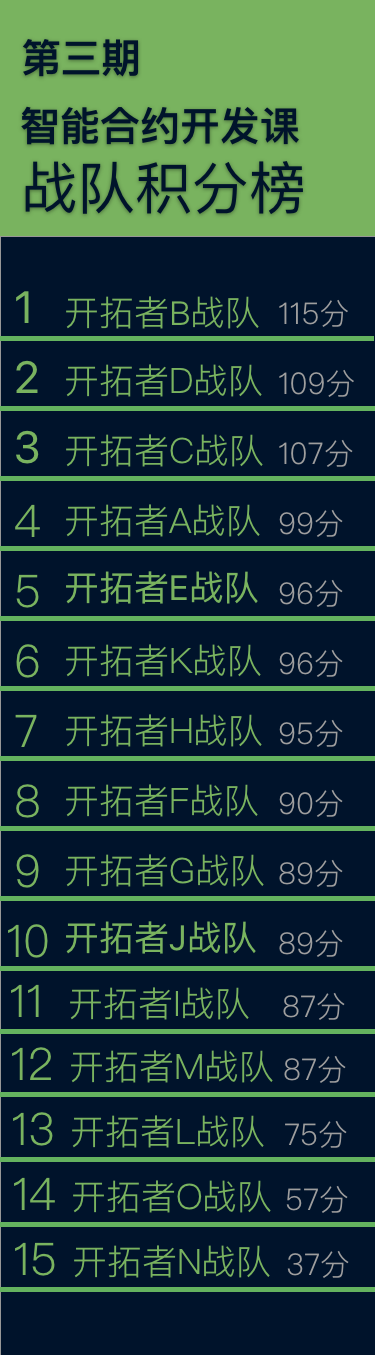 第三期
智能合约开发课
战队积分榜
1 开拓者B战队 115分
2 开拓者D战队 109分
3 开拓者C战队 107分
4 开拓者A战队 99分
5 开拓者E战队 96分
6 开拓者K战队 96分
7 开拓者H战队 95分
8 开拓者F战队 90分
9 开拓者G战队 89分
10 开拓者J战队 89分
11 开拓者I战队 87分
12 开拓者M战队 87分
13 开拓者L战队 75分
14 开拓者O战队 57分
15 开拓者N战队 37分